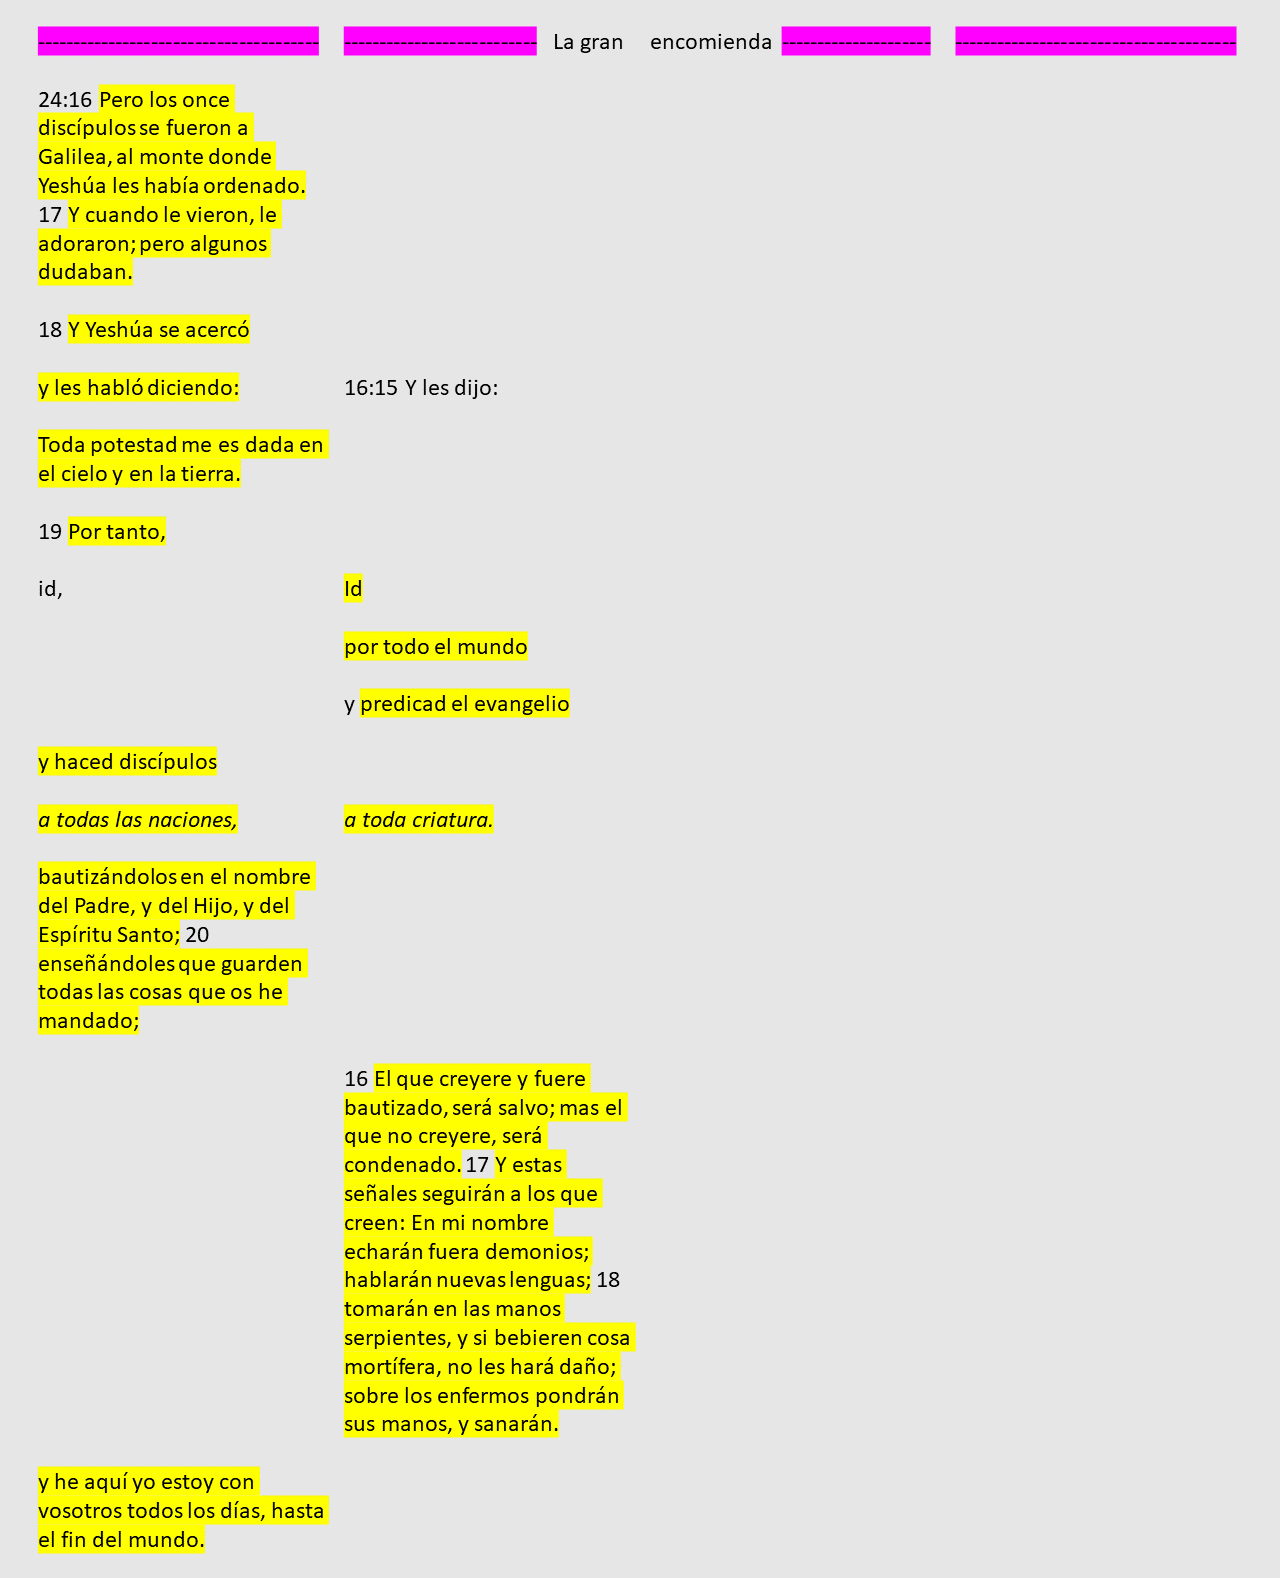 ------------------------------------- -------------------------- La gran encomienda -------------------- -------------------------------------
24:16 Pero los once
discípulos se fueron a
Galilea, al monte donde
Yeshúa les había ordenado.
17 Y cuando le vieron, le
adoraron; pero algunos
dudaban.
18 Y Yeshúa se acercó
y les habló diciendo: 16:15 Y les dijo:
Toda potestad me es dada en
el cielo y en la tierra.
19 Por tanto,
id, Id
por todo el mundo
y predicad el evangelio
y haced discípulos
a todas las naciones, a toda criatura.
bautizándolos en el nombre
del Padre, y del Hijo, y del
Espíritu Santo; 20
enseñándoles que guarden
todas las cosas que os he
mandado;
16 El que creyere y fuere
bautizado, será salvo; mas el
que no creyere, será
condenado. 17 Y estas
señales seguirán a los que
creen: En mi nombre
echarán fuera demonios;
hablarán nuevas lenguas; 18
tomarán en las manos
serpientes, y si bebieren cosa
mortífera, no les hará daño;
sobre los enfermos pondrán
sus manos, y sanarán.
y he aquí yo estoy con
vosotros todos los días, hasta
el fin del mundo.